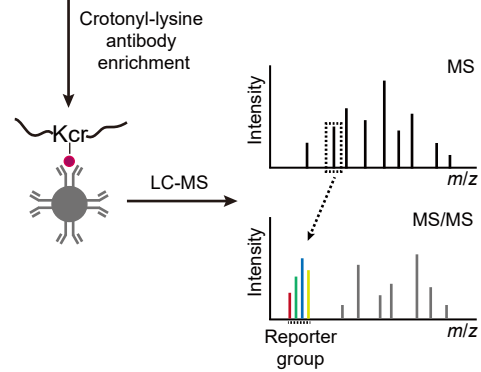 Crotonyl-lysine
antibody
enrichment
Kcr
LC-MS
MS
Intensity
m/z
MS/MS
Intensity
m/z
Reporter
group